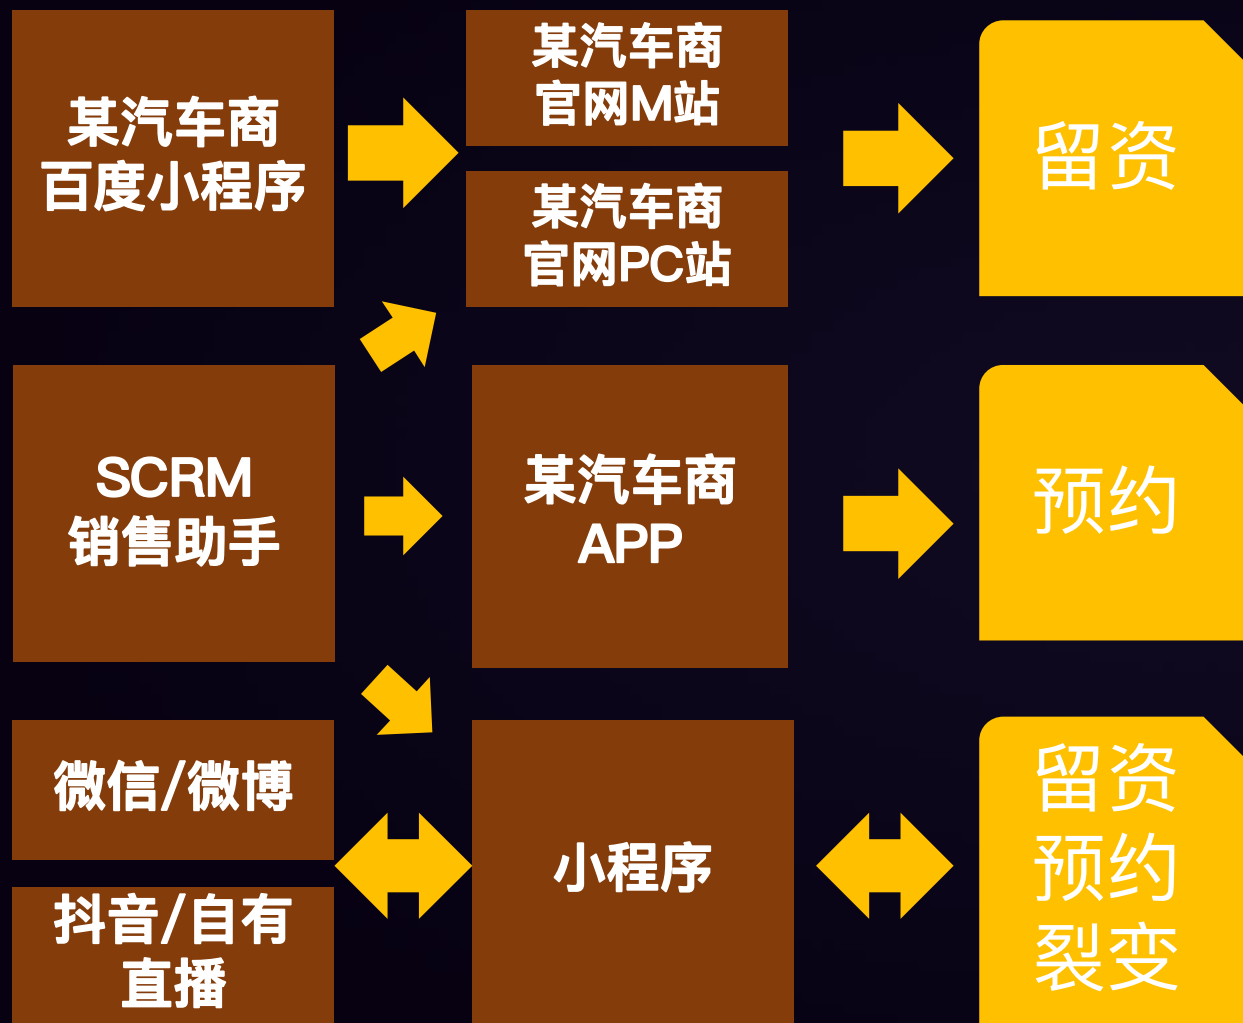 某汽车商
百度小程序
某汽车商
官网M站
某汽车商
官网PC站
留资
SCRM
销售助手
某汽车商
APP
预约
微信/微博
抖音/自有
直播
小程序
留资
预约
裂变